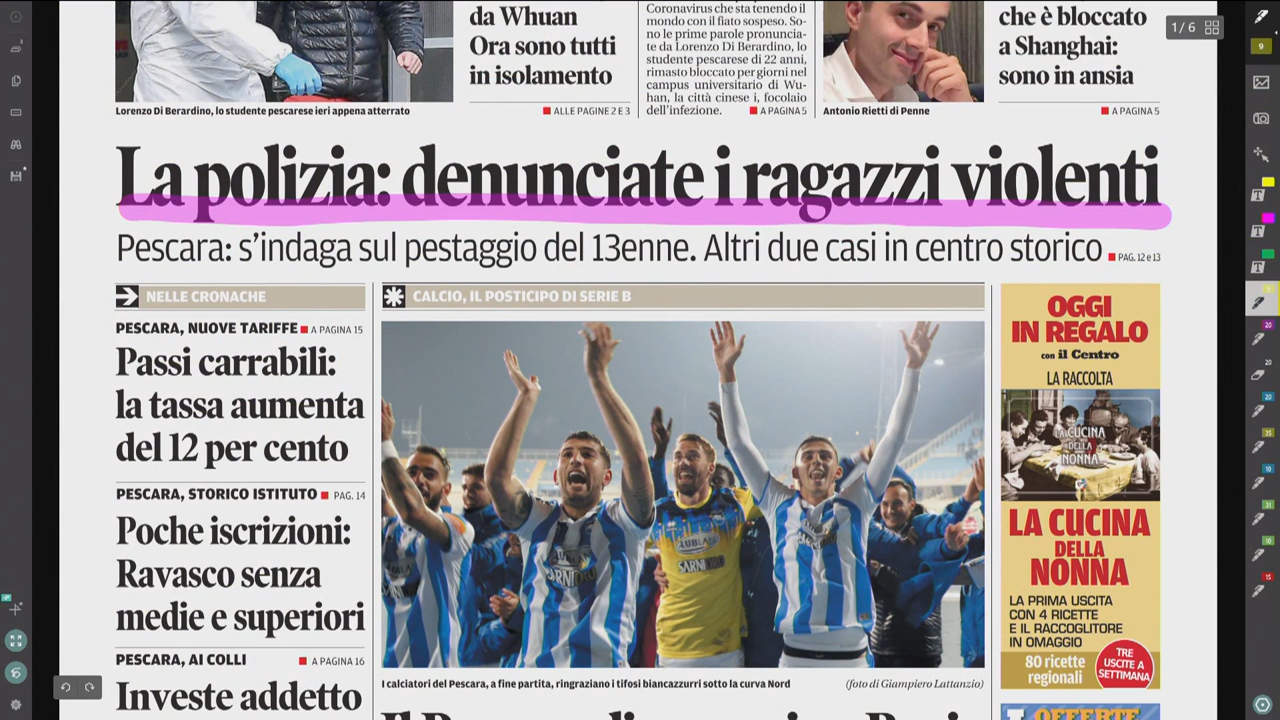 da Whuan
Ora sono tutti
in isolamento
Coronavirus che sta tenendo il
mondo con il fiato sospeso. So-
no le prime parole pronuncia-
te da Lorenzo Di Berardino, lo
studente pescarese di 22 anni,
rimasto bloccato per giorni nel
campus universitario di Wu-
han, la città cinese i, focolaio
dell'infezione.
A PAGINA 5
che è bloccato
a Shanghai:
sono in ansia
1/6
Lorenzo Di Berardino, lo studente pescarese ieri appena atterrato
ALLE PAGINE 2 E 3
Antonio Rietti di Penne
A PAGINA 5
La polizia: denunciate i ragazzi violenti
Pescara: s'indaga sul pestaggio del 13enne. Altri due casi in centro storico
PAG. 12 e 13
NELLE CRONACHE
PESCARA, NUOVE TARIFFE A PAGINA 15
Passi carrabili:
la tassa aumenta
del 12 per cento
PESCARA, STORICO ISTITUTO PAG. 14
Poche iscrizioni:
Ravasco senza
medie e superiori
PESCARA, AI COLLI A PAGINA 16
Investe addetto
CALCIO, IL POSTICIPO DI SERIE B
I calciatori del Pescara, a fine partita, ringraziano i tifosi biancazzurri sotto la curva Nord
(foto di Giampiero Lattanzio)
OGGI
IN REGALO
con il Centro
LA RACCOLTA
LA CUCINA
DELLA
NONNA
LA CUCINA
DELLA
NONNA
LA PRIMA USCITA
CON 4 RICETTE
E IL RACCOGLITORE
IN OMAGGIO
80 ricette
regionali
TRE
USCITE A
SETTIMANA